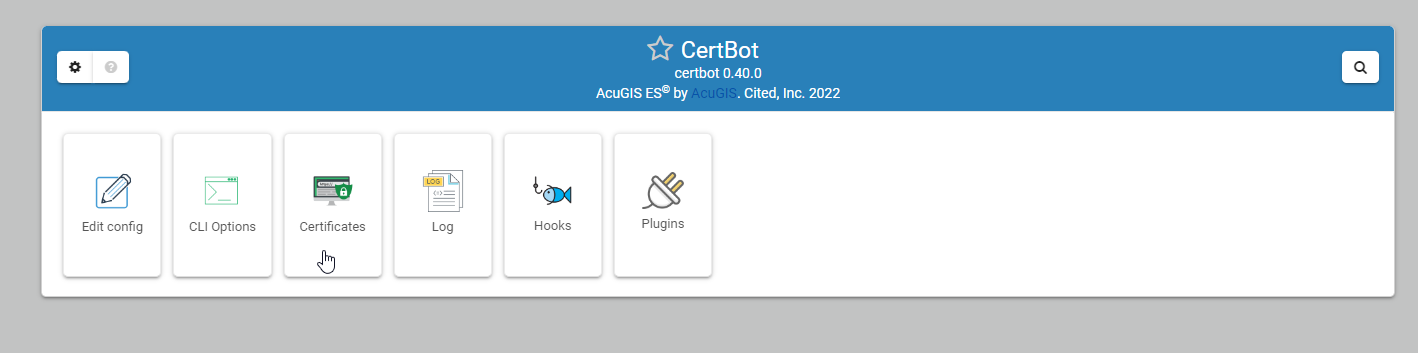 CertBot
certbot 0.40.0
AcuGIS ES© by AcuGIS. Cited, Inc. 2022
Edit config
CLI Options
Certificates
LOG
Log
Hooks
Plugins